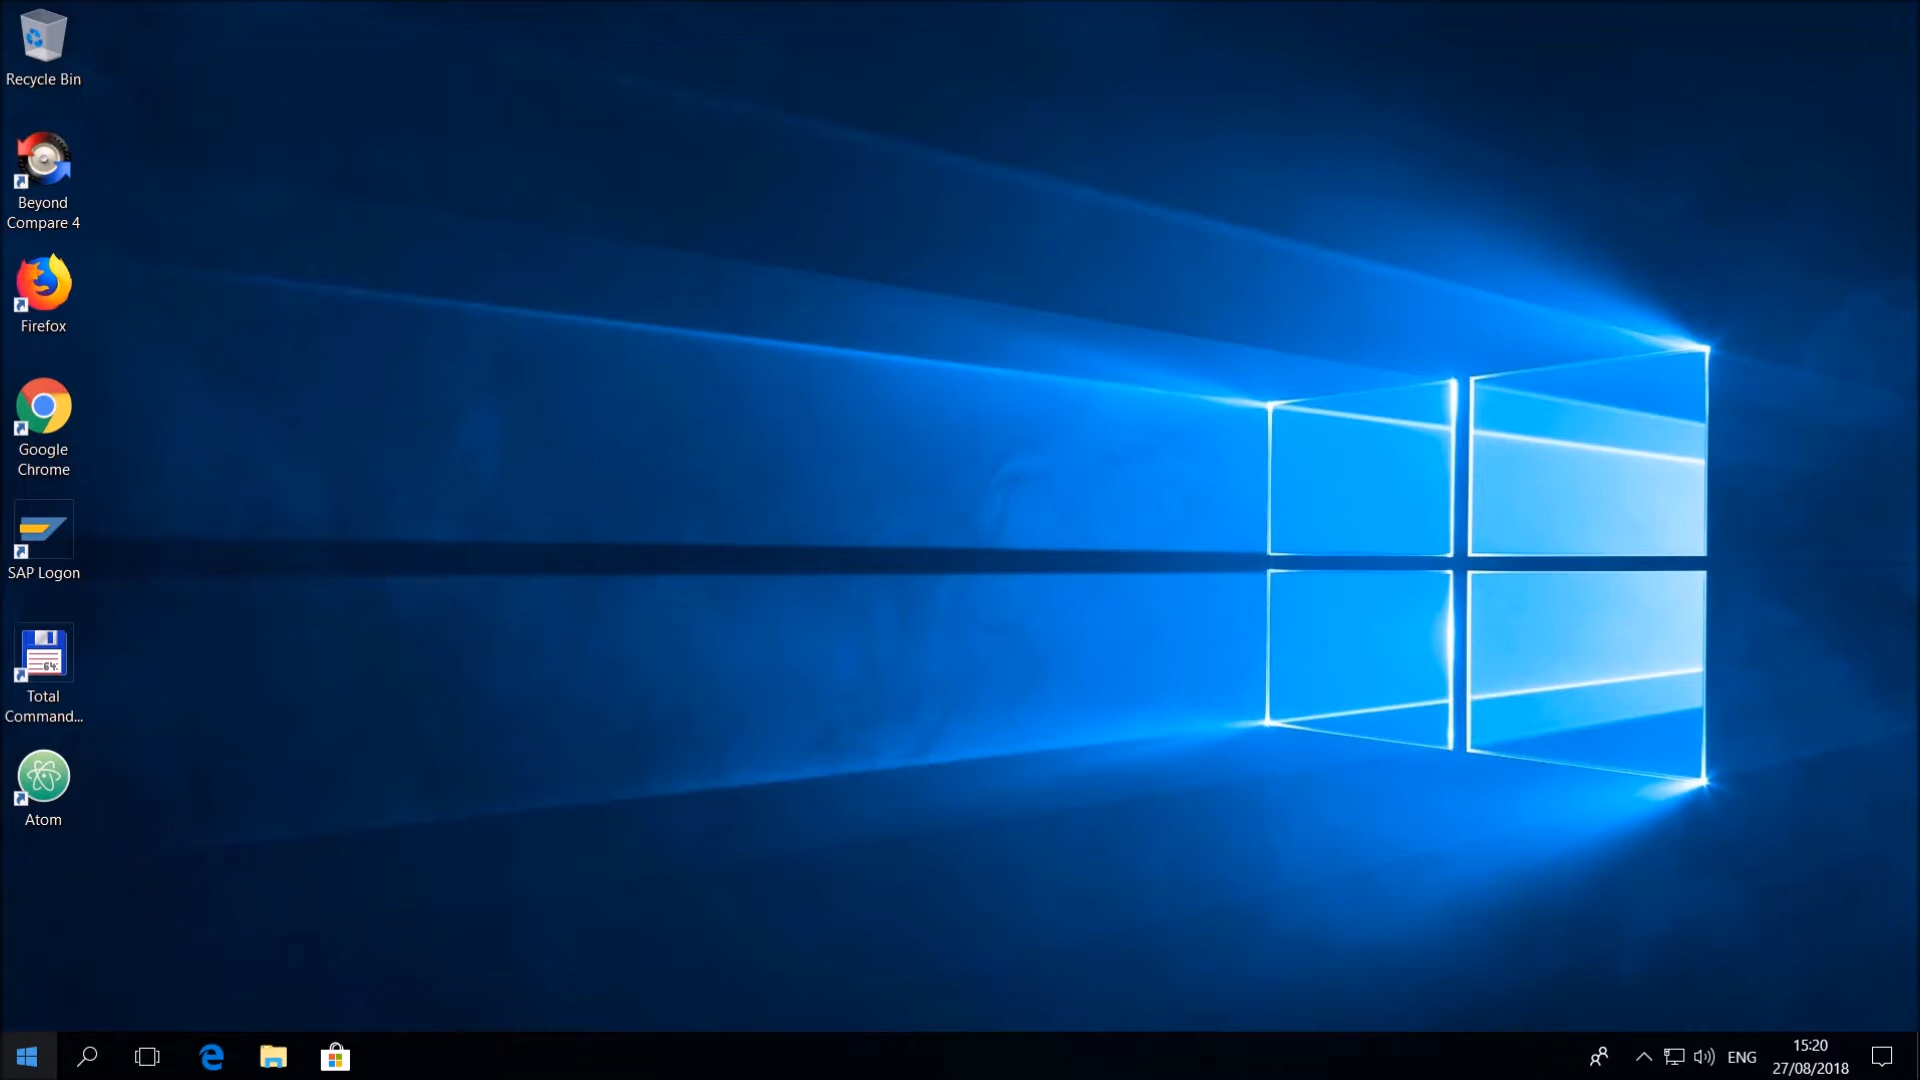 Recycle Bin
Beyond
Compare 4
Firefox
Google
Chrome
SAP Logon
64
Total
Command...
Atom
ENG
15:20
27/08/2018